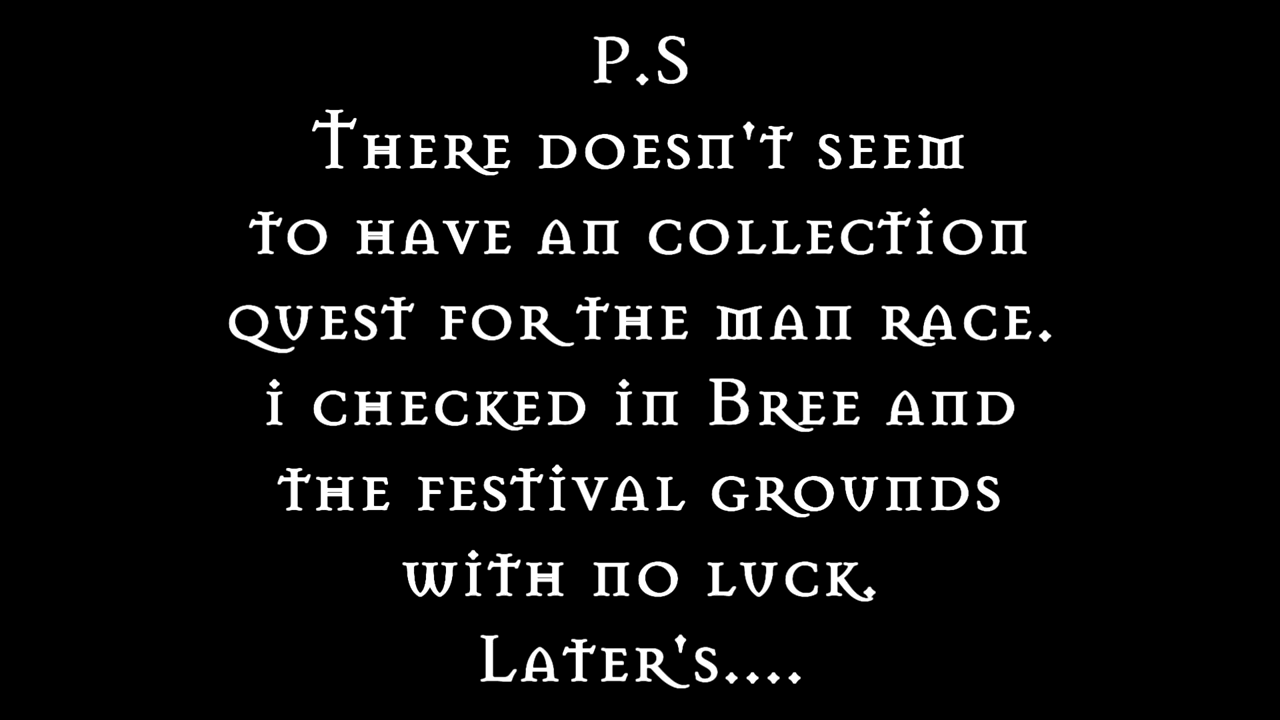 P.S
There doesn't seem
to have an collection
quest for the man race.
i checked in Bree and
the festival grounds
with no luck.
Later's....